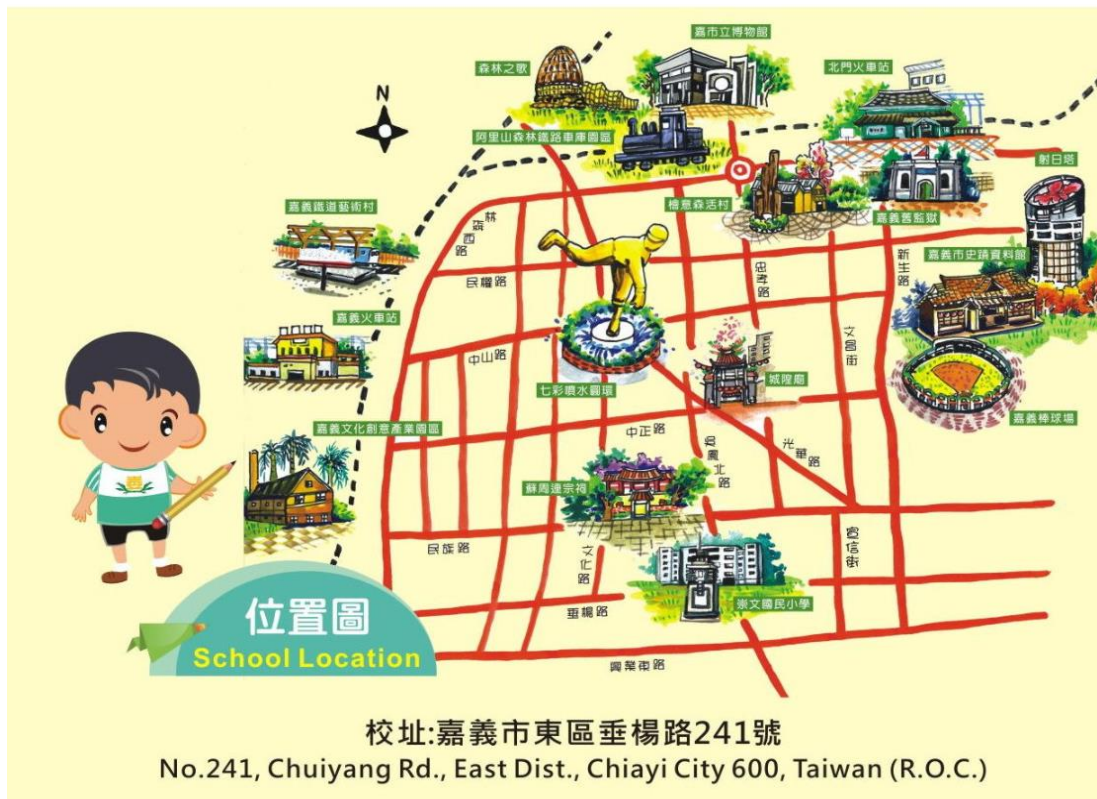 嘉市立博物館
森林之歌
北門火車站
N
阿里山森林鐵路車庫園區
射日塔
檜意森活村
嘉義舊監獄
嘉義鐵道藝術村
林森西路
嘉義市史蹟資料館
新生路
忠孝路
民權路
嘉義火車站
文昌街
中山路
城隍廟
七彩噴水圓環
嘉義棒球場
嘉義文化創意產業園區
中正路
光華路
吳鳳北路
蘇周連宗祠
民族路
文化路
宣信街
崇文國民小學
垂楊路
興業東路
位置圖
School Location
校址:嘉義市東區垂楊路241號
No.241, Chuiyang Rd., East Dist., Chiayi City 600, Taiwan (R.O.C.)